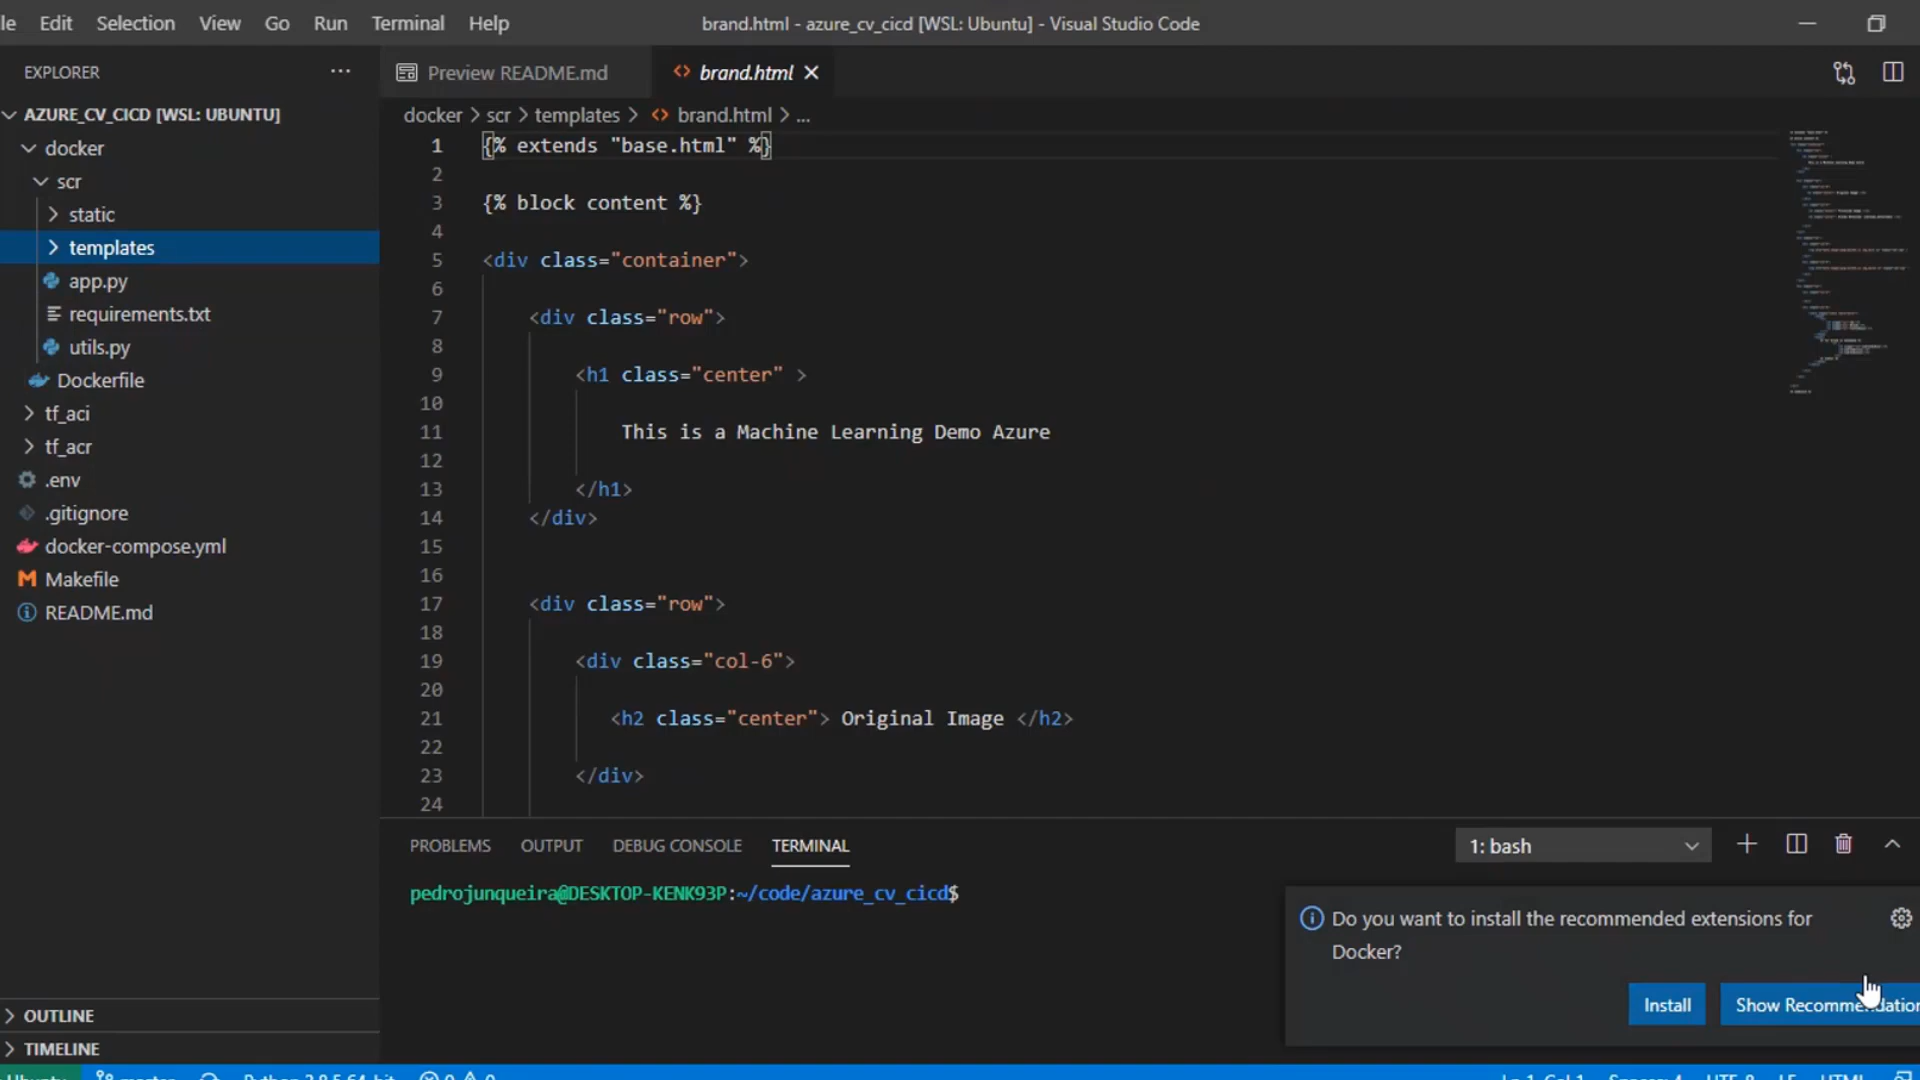 le Edit Selection View Go Run Terminal Help brand.html - azure_cv_cicd [WSL: Ubuntu] - Visual Studio Code
EXPLORER ...
Preview README.md brand.html
AZURE_CV_CICD [WSL: UBUNTU]
docker > scr > templates > brand.html > ...
docker
scr
static
templates
app.py
requirements.txt
utils.py
Dockerfile
tf_aci
tf_acr
.env
.gitignore
docker-compose.yml
Makefile
README.md
OUTLINE
TIMELINE
1 {% extends "base.html" %}
2
3 {% block content %}
4
5 <div class="container">
6
7 <div class="row">
8
9 <h1 class="center" >
10
11 This is a Machine Learning Demo Azure
12
13 </h1>
14 </div>
15
16
17 <div class="row">
18
19 <div class="col-6">
20
21 <h2 class="center"> Original Image </h2>
22
23 </div>
24
PROBLEMS OUTPUT DEBUG CONSOLE TERMINAL 1: bash
pedrojunqueira@DESKTOP-KENK93P:~/code/azure_cv_cicd$
Do you want to install the recommended extensions for
Docker?
Install Show